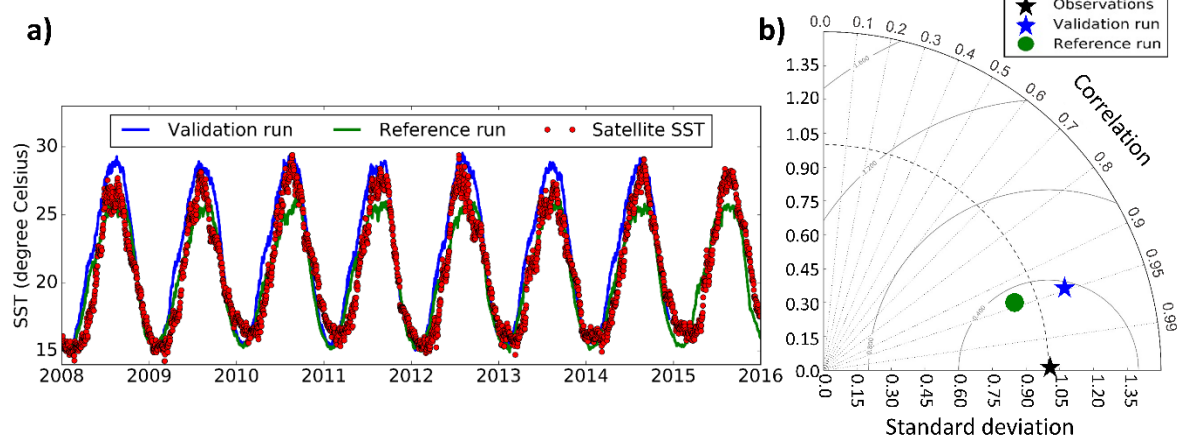 a)
Validation run
Reference run
Satellite SST
SST (degree Celsius)
30
25
20
15
2008 2009 2010 2011 2012 2013 2014 2015 2016
b)
Observations
Validation run
Reference run
Correlation
0.0 0.1 0.2 0.3 0.4 0.5 0.6 0.7 0.8 0.9 0.95 0.99
1.35
1.20
1.05
0.90
0.75
0.60
0.45
0.30
0.15
0.0
1.200
0.400
0.0 0.15 0.30 0.45 0.60 0.75 0.90 1.05 1.20 1.35
Standard deviation